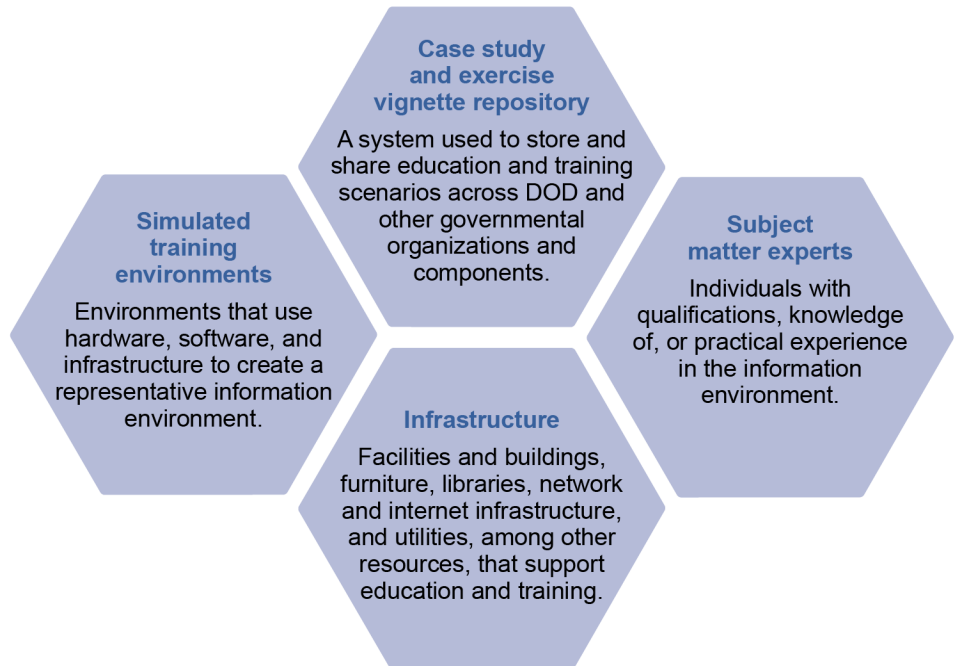 Case study
and exercise
vignette repository
A system used to store and
share education and training
scenarios across DOD and
other governmental
organizations and
components.
Simulated
training
environments
Environments that use
hardware, software, and
infrastructure to create a
representative information
environment.
Subject
matter experts
Individuals with
qualifications, knowledge
of, or practical experience
in the information
environment.
Infrastructure
Facilities and buildings,
furniture, libraries, network
and internet infrastructure,
and utilities, among other
resources, that support
education and training.